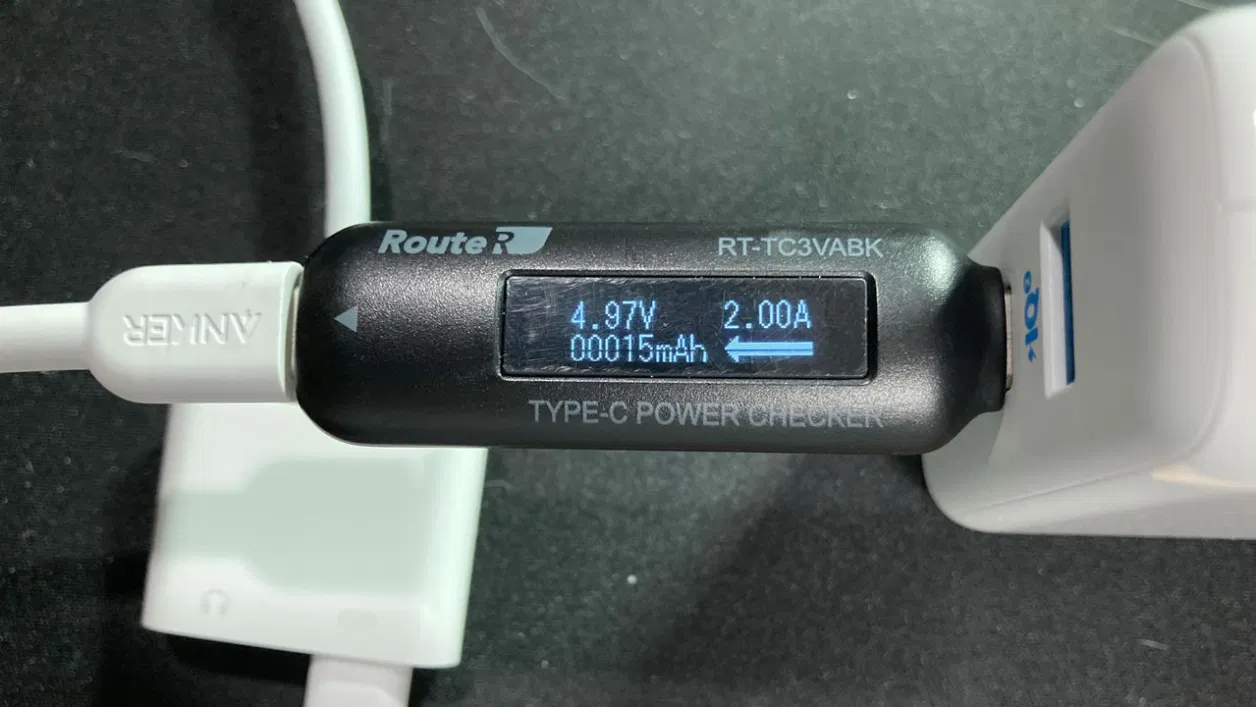 Route R
RT-TC3VABK
4.97V 2.00A
00015mAh
TYPE-C POWER CHECKER
ANKER